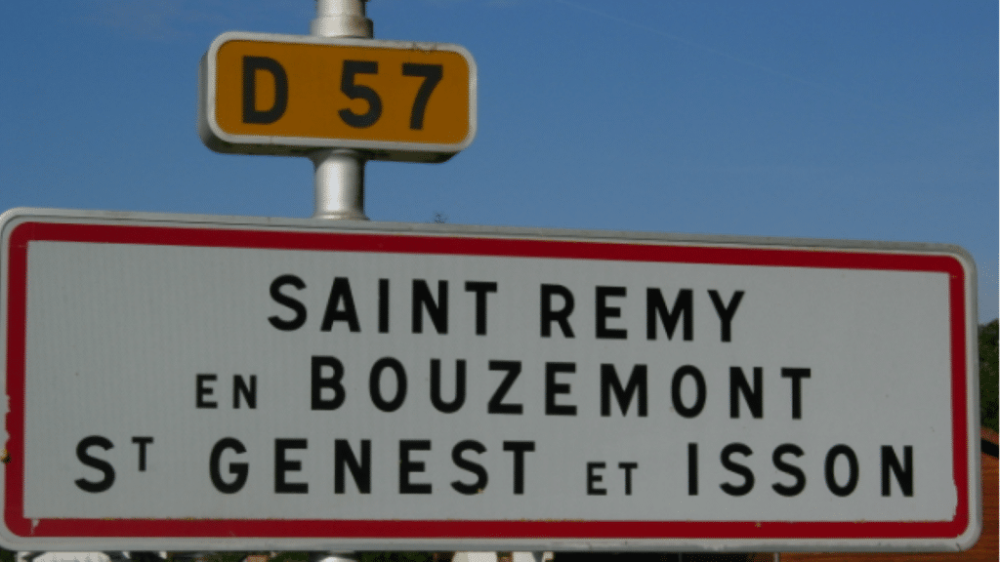 D 57
SAINT REMY
EN BOUZEMONT
ST GENEST ET ISSON